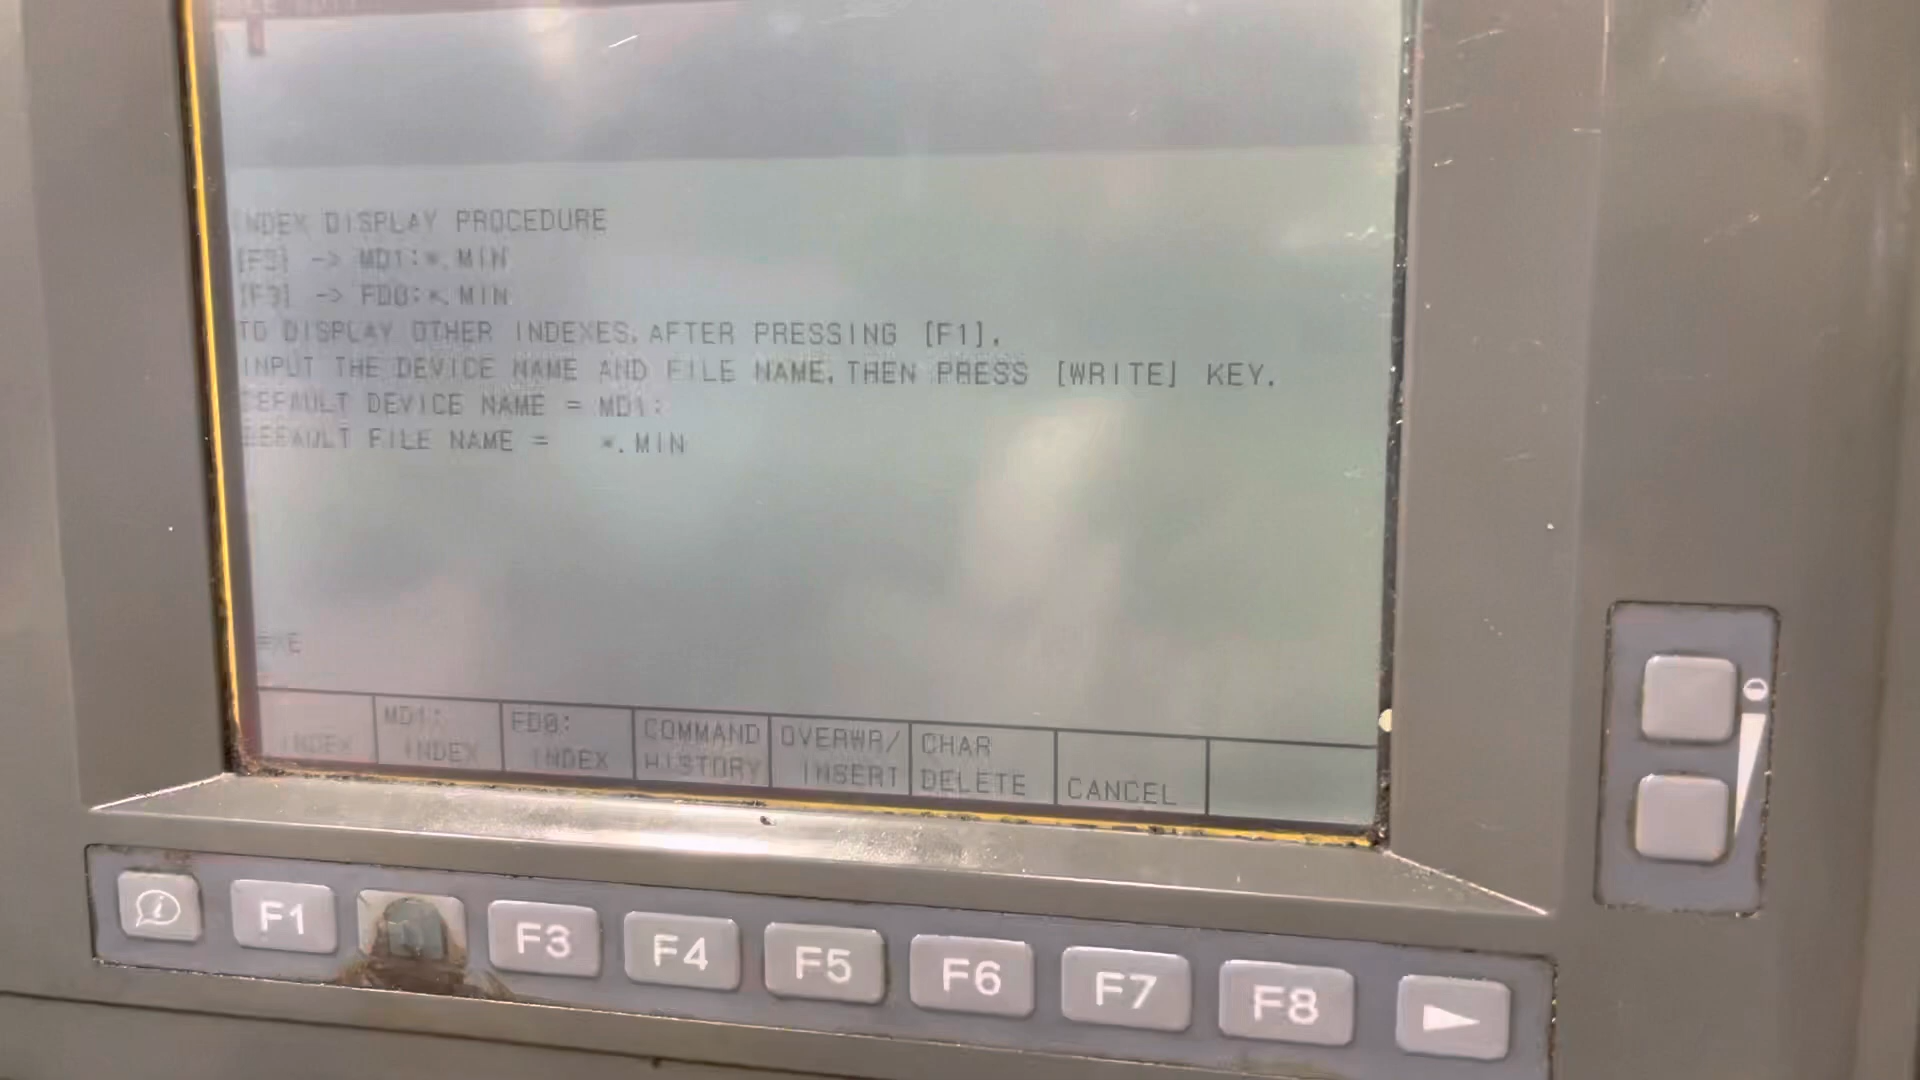 INDEX DISPLAY PROCEDURE
[F2] -> MD1:*.MIN
[F3] -> FD0:*.MIN
TO DISPLAY OTHER INDEXES, AFTER PRESSING [F1],
INPUT THE DEVICE NAME AND FILE NAME, THEN PRESS [WRITE] KEY.
DEFAULT DEVICE NAME = MD1:
DEFAULT FILE NAME = *.MIN
INDEX
MD1: INDEX
FD0: INDEX
COMMAND HISTORY
OVERWR/ INSERT
CHAR DELETE
CANCEL
F1
F3
F4
F5
F6
F7
F8